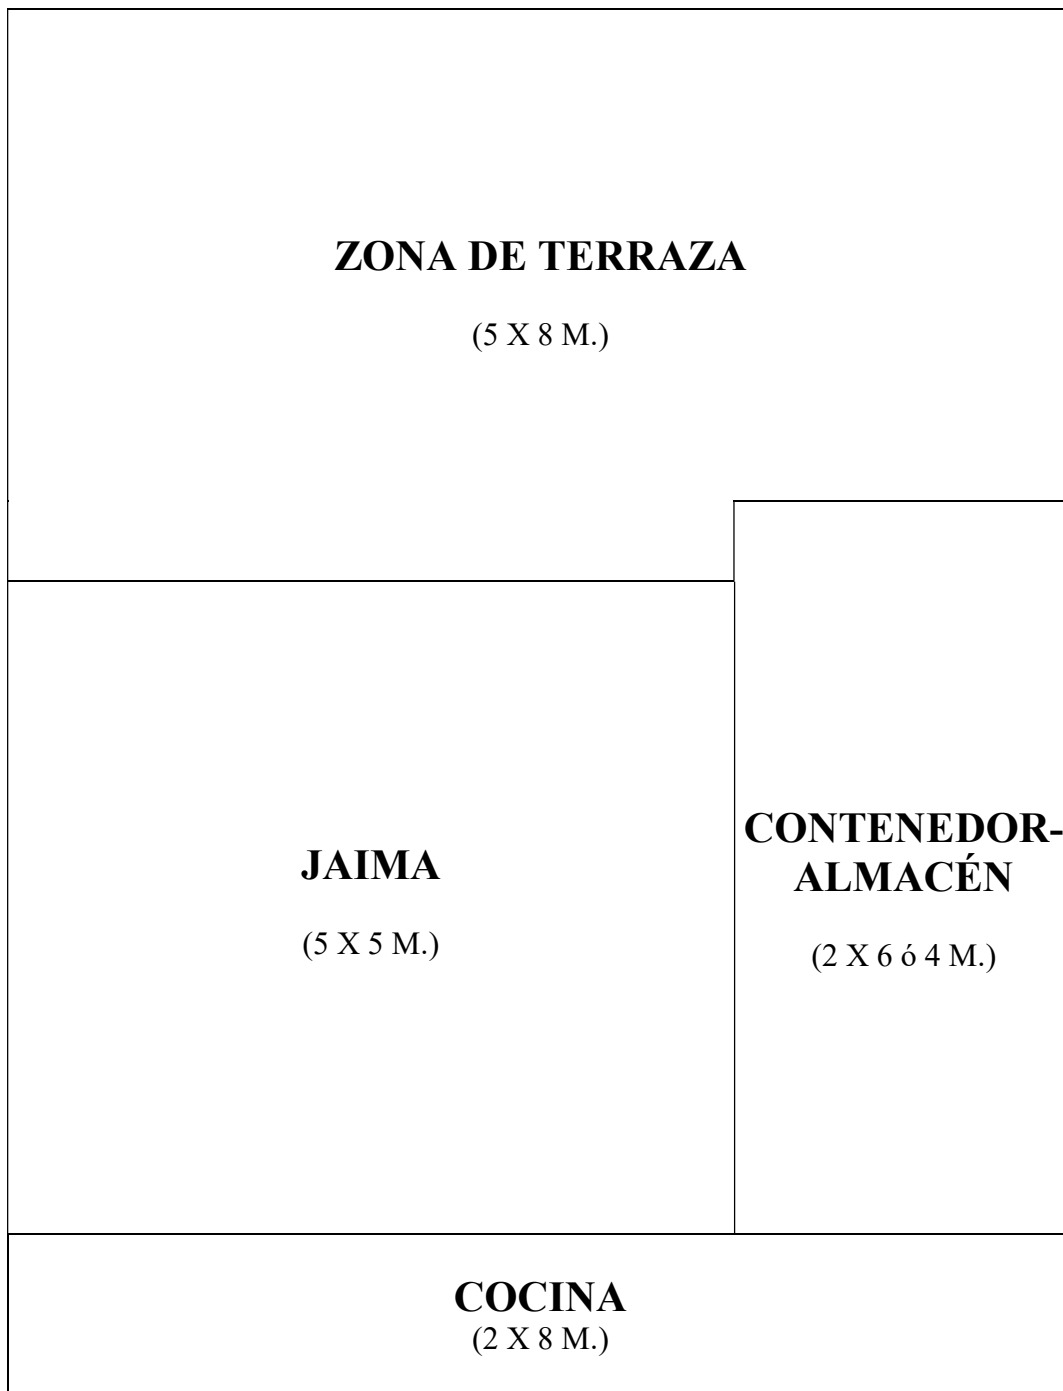 ZONA DE TERRAZA
(5 X 8 M.)
JAIMA
(5 X 5 M.)
CONTENEDOR-
ALMACÉN
(2 X 6 ó 4 M.)
COCINA
(2 X 8 M.)